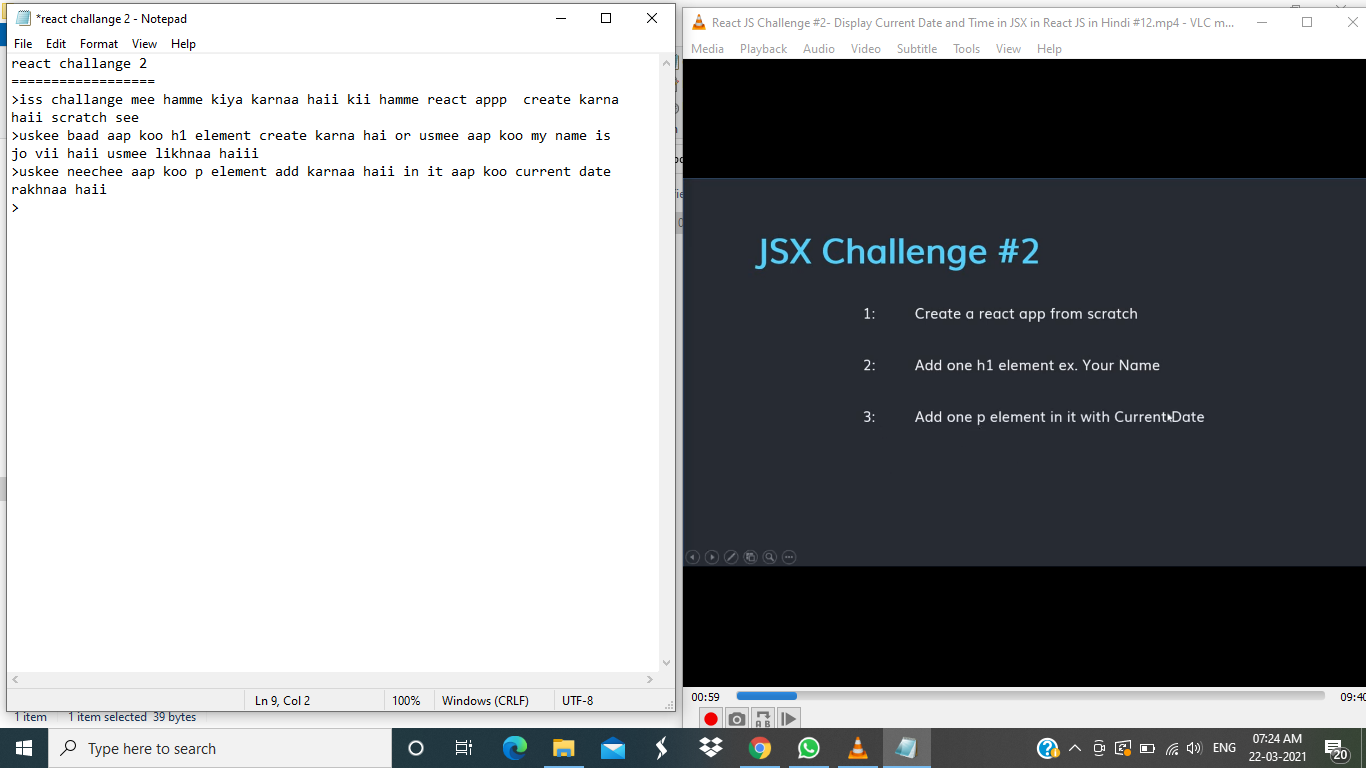 *react challange 2 - Notepad
File Edit Format View Help
react challange 2
==================
>iss challange mee hamme kiya karnaa haii kii hamme react appp  create karna
haii scratch see
>uskee baad aap koo h1 element create karna hai or usmee aap koo my name is
jo vii haii usmee likhnaa haiii
>uskee neechee aap koo p element add karnaa haii in it aap koo current date
rakhnaa haii
>
Ln 9, Col 2 100% Windows (CRLF) UTF-8
1 item 1 item selected 39 bytes
React JS Challenge #2- Display Current Date and Time in JSX in React JS in Hindi #12.mp4 - VLC m...
Media Playback Audio Video Subtitle Tools View Help
JSX Challenge #2
1: Create a react app from scratch
2: Add one h1 element ex. Your Name
3: Add one p element in it with Current Date
00:59 09:40
A B
Type here to search
ENG
07:24 AM
22-03-2021
20